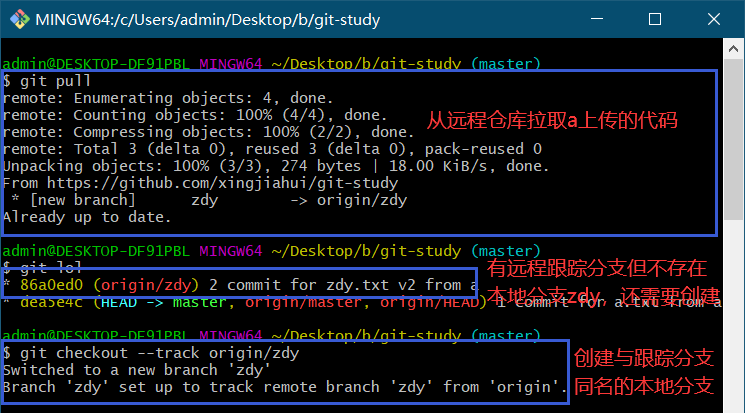 MINGW64:/c/Users/admin/Desktop/b/git-study
admin@DESKTOP-DF91PBL MINGW64 ~/Desktop/b/git-study (master)
$ git pull
remote: Enumerating objects: 4, done.
remote: Counting objects: 100% (4/4), done.
remote: Compressing objects: 100% (2/2), done.
remote: Total 3 (delta 0), reused 3 (delta 0), pack-reused 0
Unpacking objects: 100% (3/3), 274 bytes | 18.00 KiB/s, done.
From https://github.com/xingjiahui/git-study
* [new branch] zdy -> origin/zdy
Already up to date.
从远程仓库拉取a上传的代码
admin@DESKTOP-DF91PBL MINGW64 ~/Desktop/b/git-study (master)
$ git lol
* 86a0ed0 (origin/zdy) 2 commit for zdy.txt v2 from a
* dea5e4c (HEAD -> master, origin/master, origin/HEAD) 1 commit for a.txt from a
有远程跟踪分支但不存在
本地分支zdy，还需要创建
admin@DESKTOP-DF91PBL MINGW64 ~/Desktop/b/git-study (master)
$ git checkout --track origin/zdy
Switched to a new branch 'zdy'
Branch 'zdy' set up to track remote branch 'zdy' from 'origin'.
创建与跟踪分支
同名的本地分支